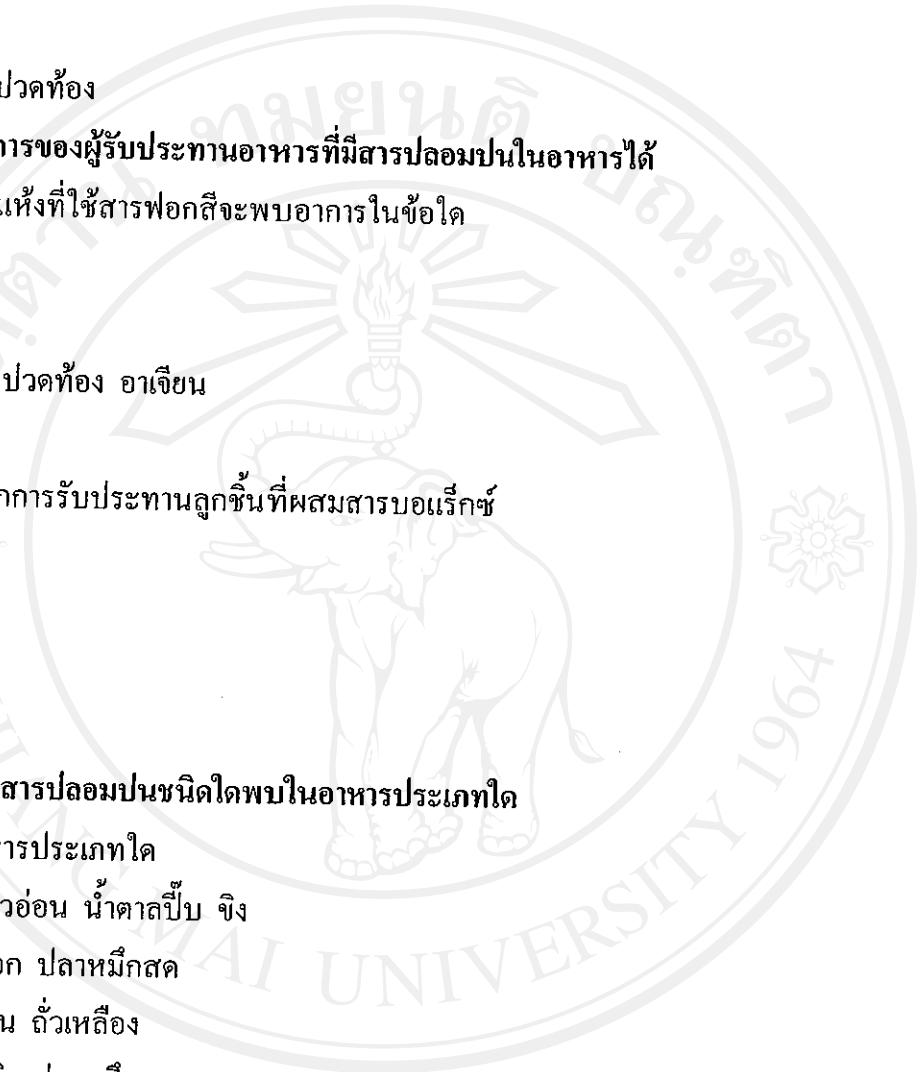 ปวดท้อง
การของผู้รับประทานอาหารที่มีสารปลอมปนในอาหารได้
แห้งที่ใช้สารฟอกสีจะพบอาการในข้อใด
ปวดท้อง อาเจียน
กการรับประทานลูกชิ้นที่ผสมสารบอแร็กซ์
สารปลอมปนชนิดใดพบในอาหารประเภทใด
ารประเภทใด
วอ่อน น้ำตาลปี๊บ ขิง
อก ปลาหมึกสด
น ถั่วเหลือง
MAI UNIVERSITY 1964